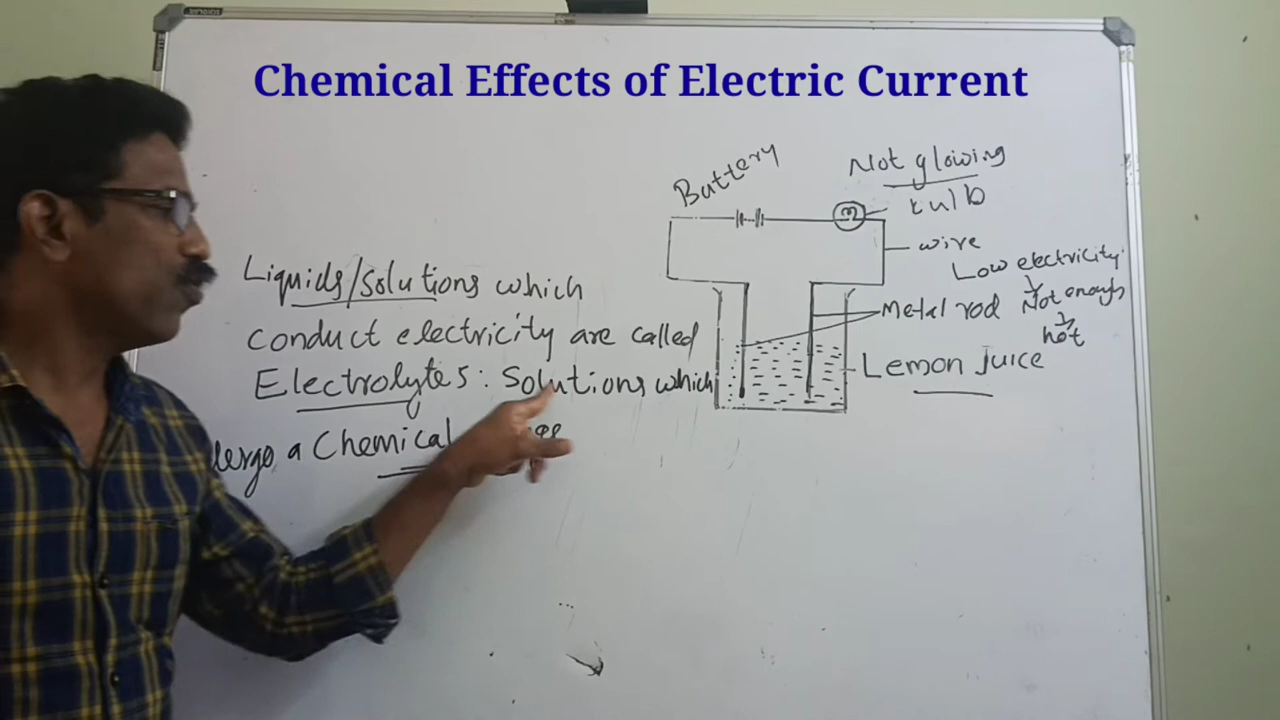 Chemical Effects of Electric Current
Liquids/Solutions which
conduct electricity are called
Electrolytes: Solutions which
a Chemical
Battery
Not glowing
bulb
wire
Low electricity
Not enough
hot
Metal rod
Lemon juice